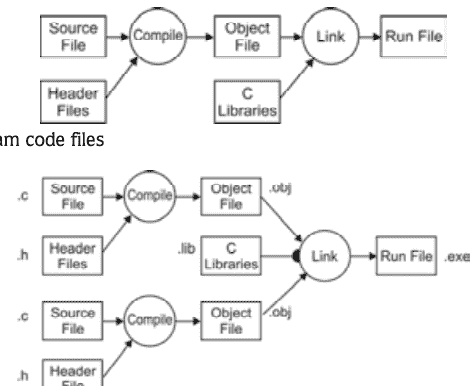 Source
File
Compile
Object
File
Link
Run File
Header
Files
C
Libraries
am code files
.c
Source
File
Compile
Object
File
.obj
.h
Header
Files
.lib
C
Libraries
Link
Run File
.exe
.c
Source
File
Compile
Object
File
.obj
.h
Header
File